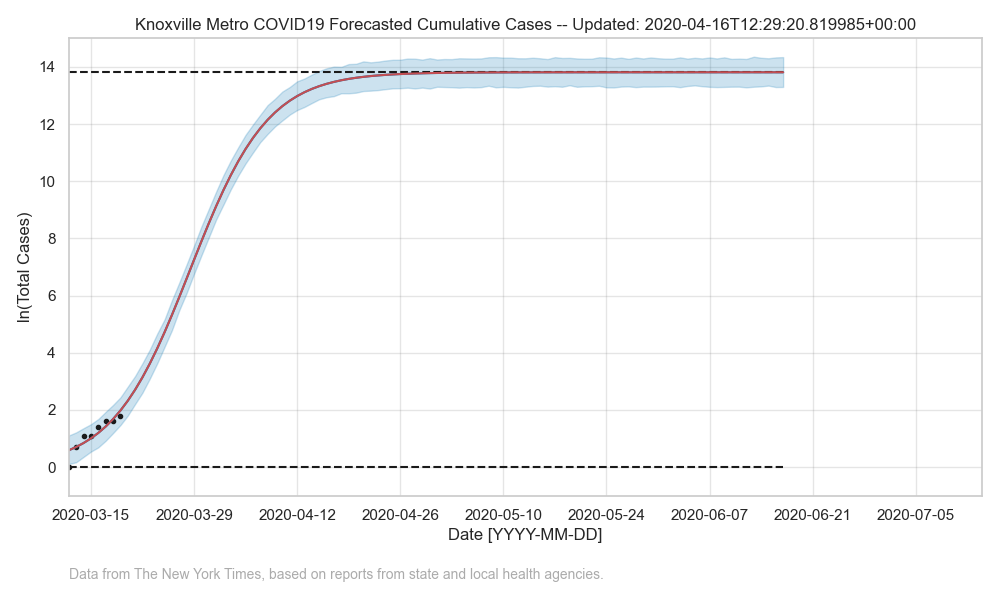 Knoxville Metro COVID19 Forecasted Cumulative Cases -- Updated: 2020-04-16T12:29:20.819985+00:00
ln(Total Cases)
14
12
10
8
6
4
2
0
2020-03-15 2020-03-29 2020-04-12 2020-04-26 2020-05-10 2020-05-24 2020-06-07 2020-06-21 2020-07-05
Date [YYYY-MM-DD]
Data from The New York Times, based on reports from state and local health agencies.